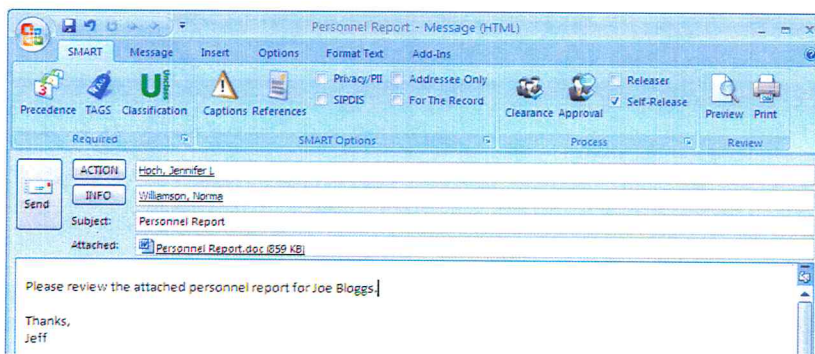 Personnel Report - Message (HTML)
SMART Message Insert Options Format Text Add-Ins
3 U Unclass Privacy/PII Addressee Only Releaser
SIPDIS For The Record Self-Release
Precedence TAGS Classification Captions References Clearance Approval Preview Print
Required SMART Options Process Review
ACTION Hoch, Jennifer L
Send INFO Williamson, Norma
Subject: Personnel Report
Attached: Personnel Report.doc (859 KB)
Please review the attached personnel report for Joe Bloggs.
Thanks,
Jeff